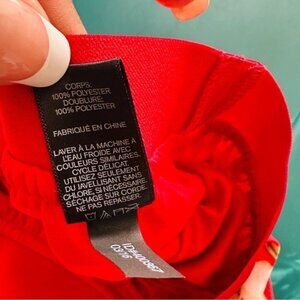 CORPS:
100% POLYESTER
DOUBLURE:
100% POLYESTER
FABRIQUÉ EN CHINE
LAVER À LA MACHINE À
L'EAU FROIDE AVEC
COULEURS SIMILAIRES.
CYCLE DÉLICAT.
UTILISEZ SEULEMENT
DU JAVELLISANT SANS
CHLORE, SI NÉCESSAIRE.
SÉCHAGE SUR CORDE.
NE PAS REPASSER.